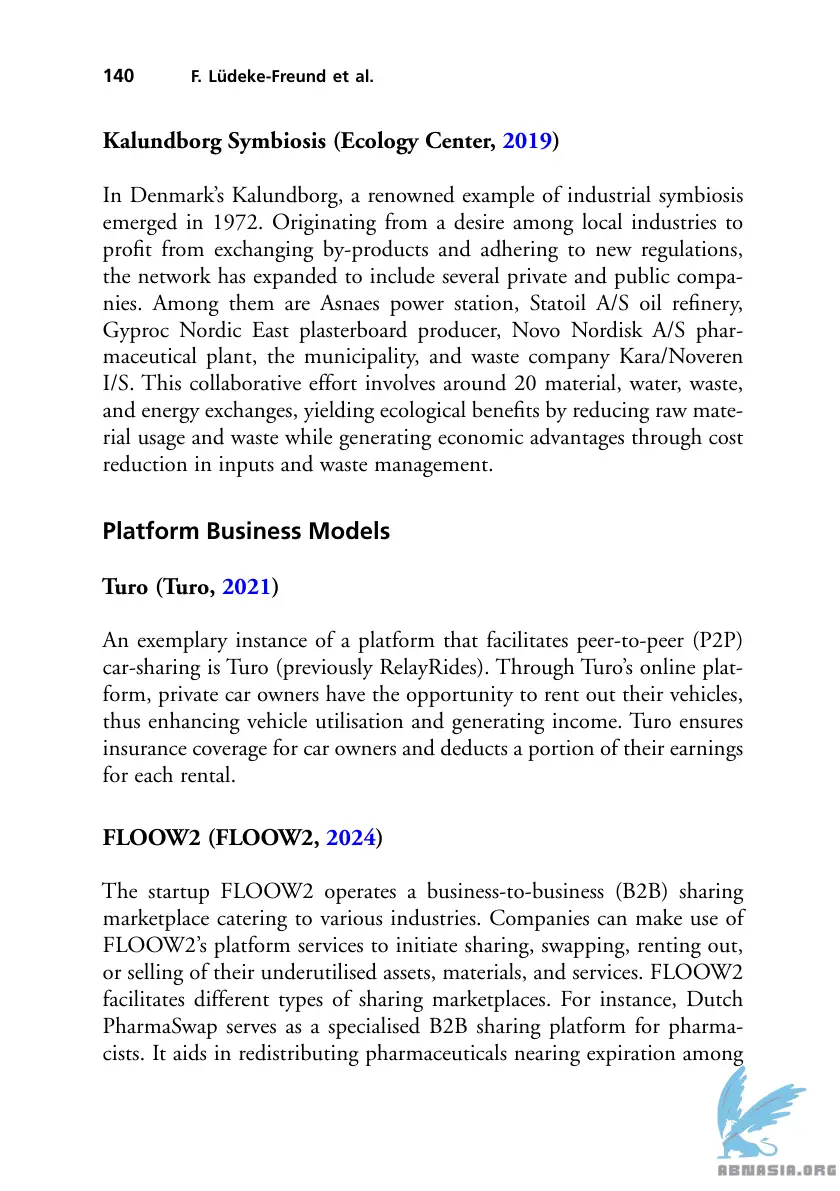 140 F. Lüdeke-Freund et al.
Kalundborg Symbiosis (Ecology Center, 2019)
In Denmark’s Kalundborg, a renowned example of industrial symbiosis
emerged in 1972. Originating from a desire among local industries to
profit from exchanging by-products and adhering to new regulations,
the network has expanded to include several private and public compa-
nies. Among them are Asnaes power station, Statoil A/S oil refinery,
Gyproc Nordic East plasterboard producer, Novo Nordisk A/S phar-
maceutical plant, the municipality, and waste company Kara/Noveren
I/S. This collaborative effort involves around 20 material, water, waste,
and energy exchanges, yielding ecological benefits by reducing raw mate-
rial usage and waste while generating economic advantages through cost
reduction in inputs and waste management.
Platform Business Models
Turo (Turo, 2021)
An exemplary instance of a platform that facilitates peer-to-peer (P2P)
car-sharing is Turo (previously RelayRides). Through Turo’s online plat-
form, private car owners have the opportunity to rent out their vehicles,
thus enhancing vehicle utilisation and generating income. Turo ensures
insurance coverage for car owners and deducts a portion of their earnings
for each rental.
FLOOW2 (FLOOW2, 2024)
The startup FLOOW2 operates a business-to-business (B2B) sharing
marketplace catering to various industries. Companies can make use of
FLOOW2’s platform services to initiate sharing, swapping, renting out,
or selling of their underutilised assets, materials, and services. FLOOW2
facilitates different types of sharing marketplaces. For instance, Dutch
PharmaSwap serves as a specialised B2B sharing platform for pharma-
cists. It aids in redistributing pharmaceuticals nearing expiration among
ABNASIA.ORG